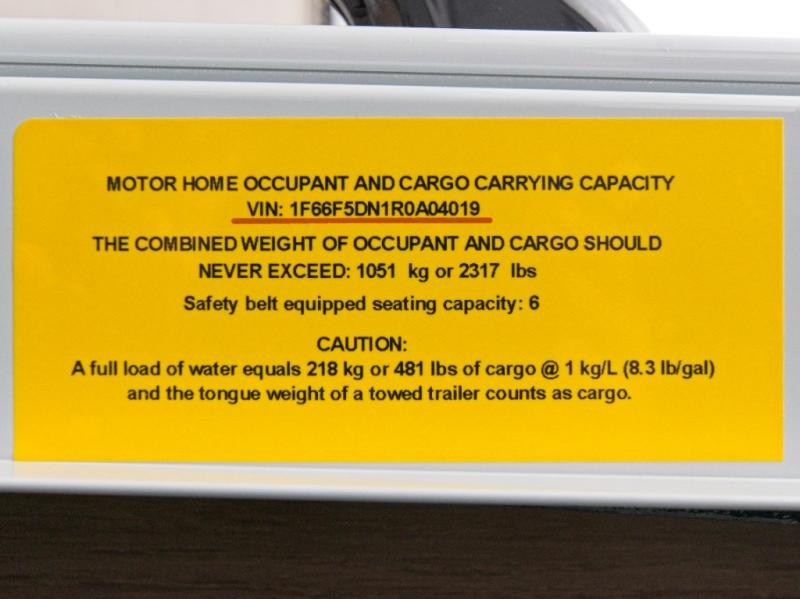 MOTOR HOME OCCUPANT AND CARGO CARRYING CAPACITY
VIN: 1F66F5DN1R0A04019
THE COMBINED WEIGHT OF OCCUPANT AND CARGO SHOULD
NEVER EXCEED: 1051 kg or 2317 lbs
Safety belt equipped seating capacity: 6
CAUTION:
A full load of water equals 218 kg or 481 lbs of cargo @ 1 kg/L (8.3 lb/gal)
and the tongue weight of a towed trailer counts as cargo.